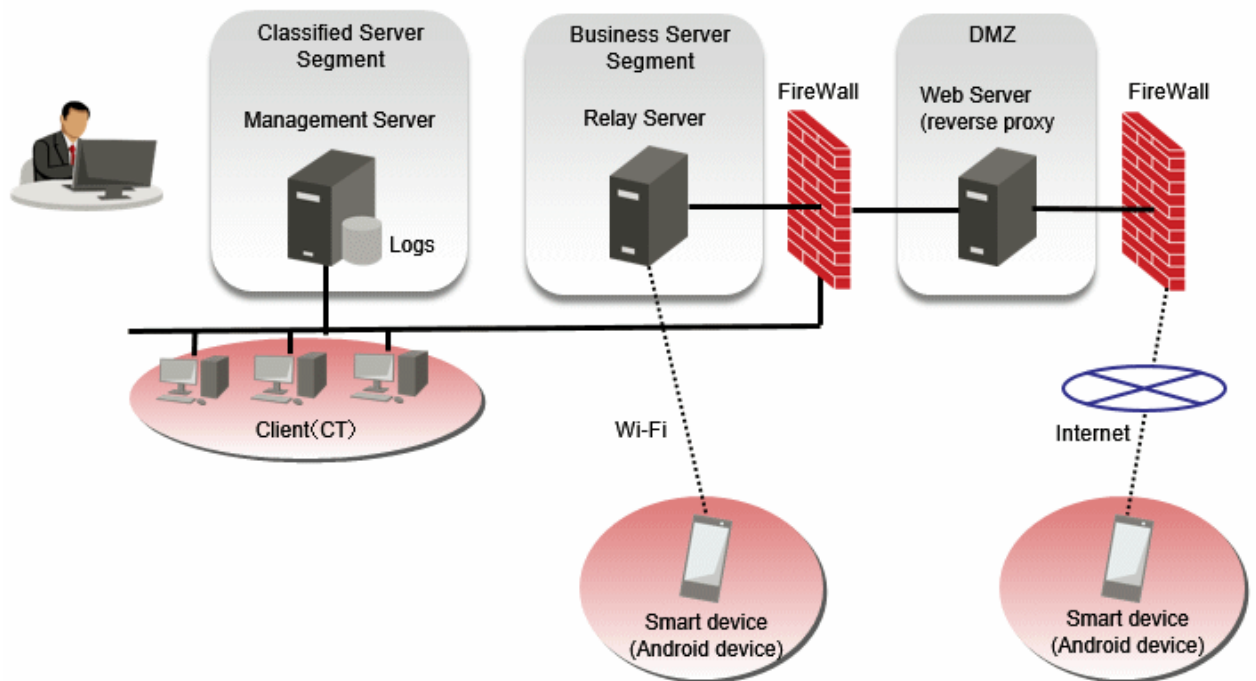 Classified Server
Segment
Management Server
Logs
Business Server
Segment
Relay Server
FireWall
DMZ
Web Server
(reverse proxy
FireWall
Client(CT)
Wi-Fi
Internet
Smart device
(Android device)
Smart device
(Android device)